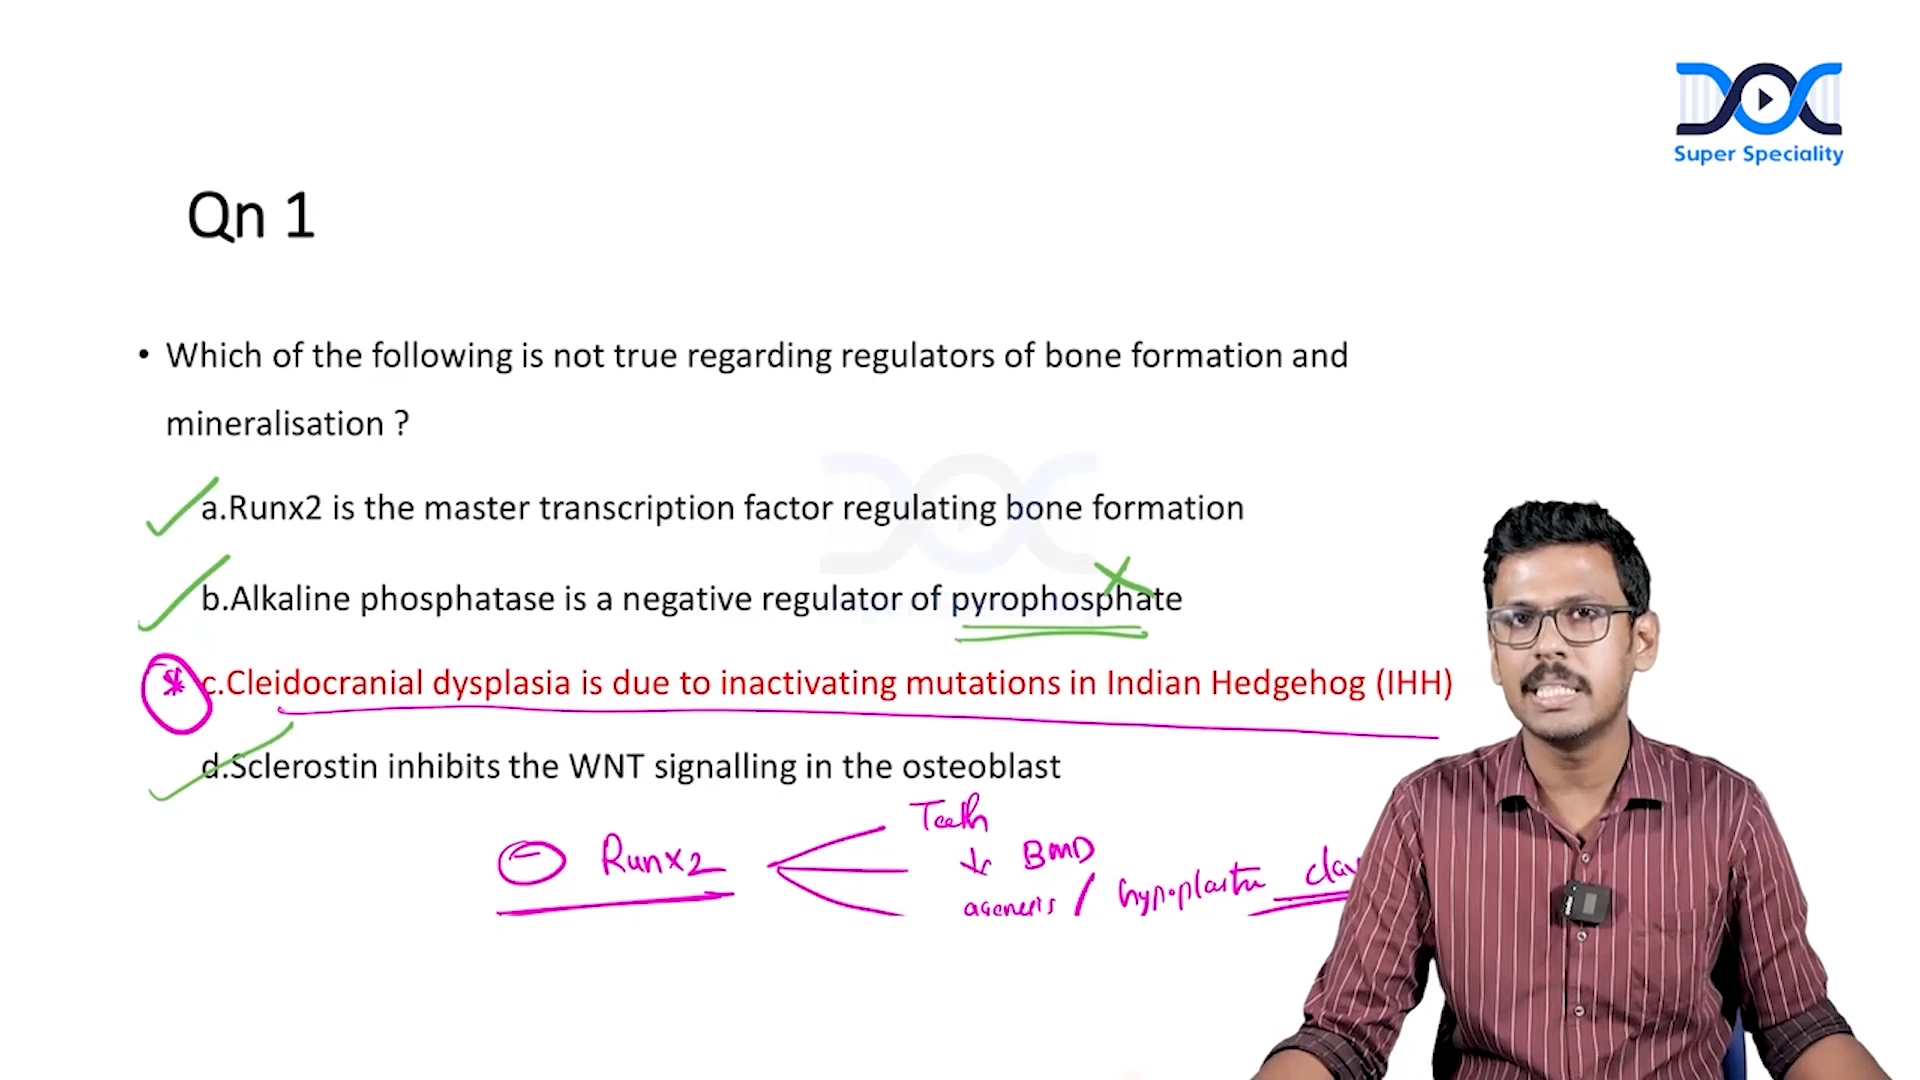 Super Speciality
Qn 1
• Which of the following is not true regarding regulators of bone formation and
mineralisation ?
a.Runx2 is the master transcription factor regulating bone formation
b.Alkaline phosphatase is a negative regulator of pyrophosphate
c.Cleidocranial dysplasia is due to inactivating mutations in Indian Hedgehog (IHH)
d.Sclerostin inhibits the WNT signalling in the osteoblast
Teeth
Runx2
↓ BMD
agenesis / hypoplastic